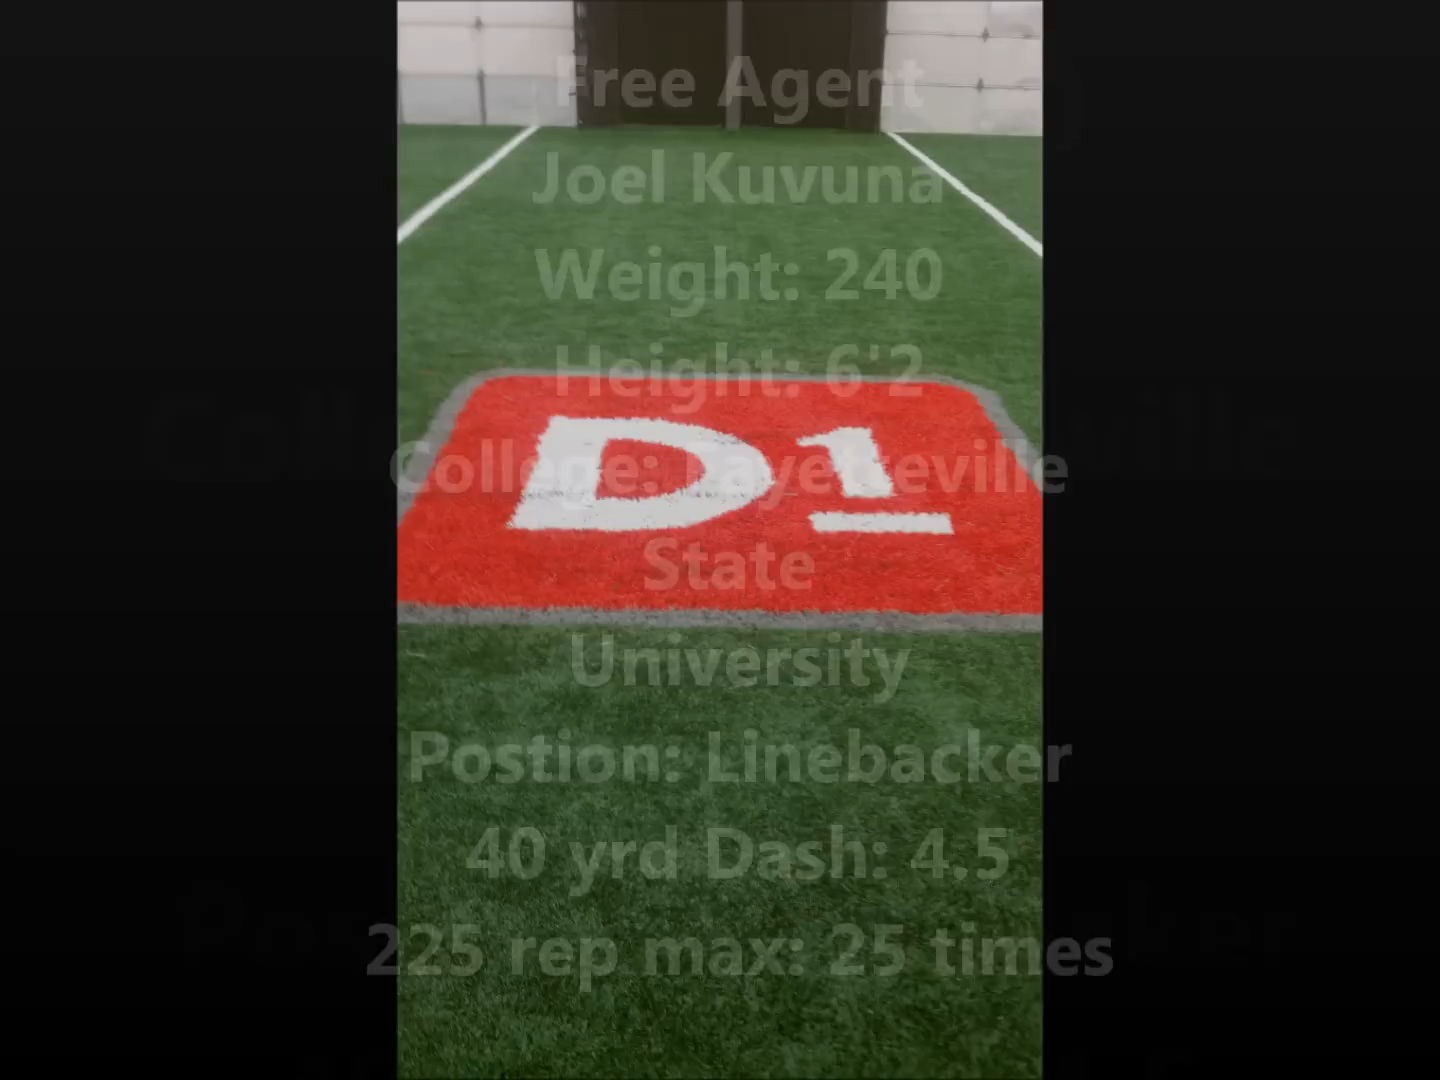 Free Agent
Joel Kuvuna
Weight: 240
Height: 6'2
College: Fayetteville
State
University
Postion: Linebacker
40 yrd Dash: 4.5
225 rep max: 25 times
D1